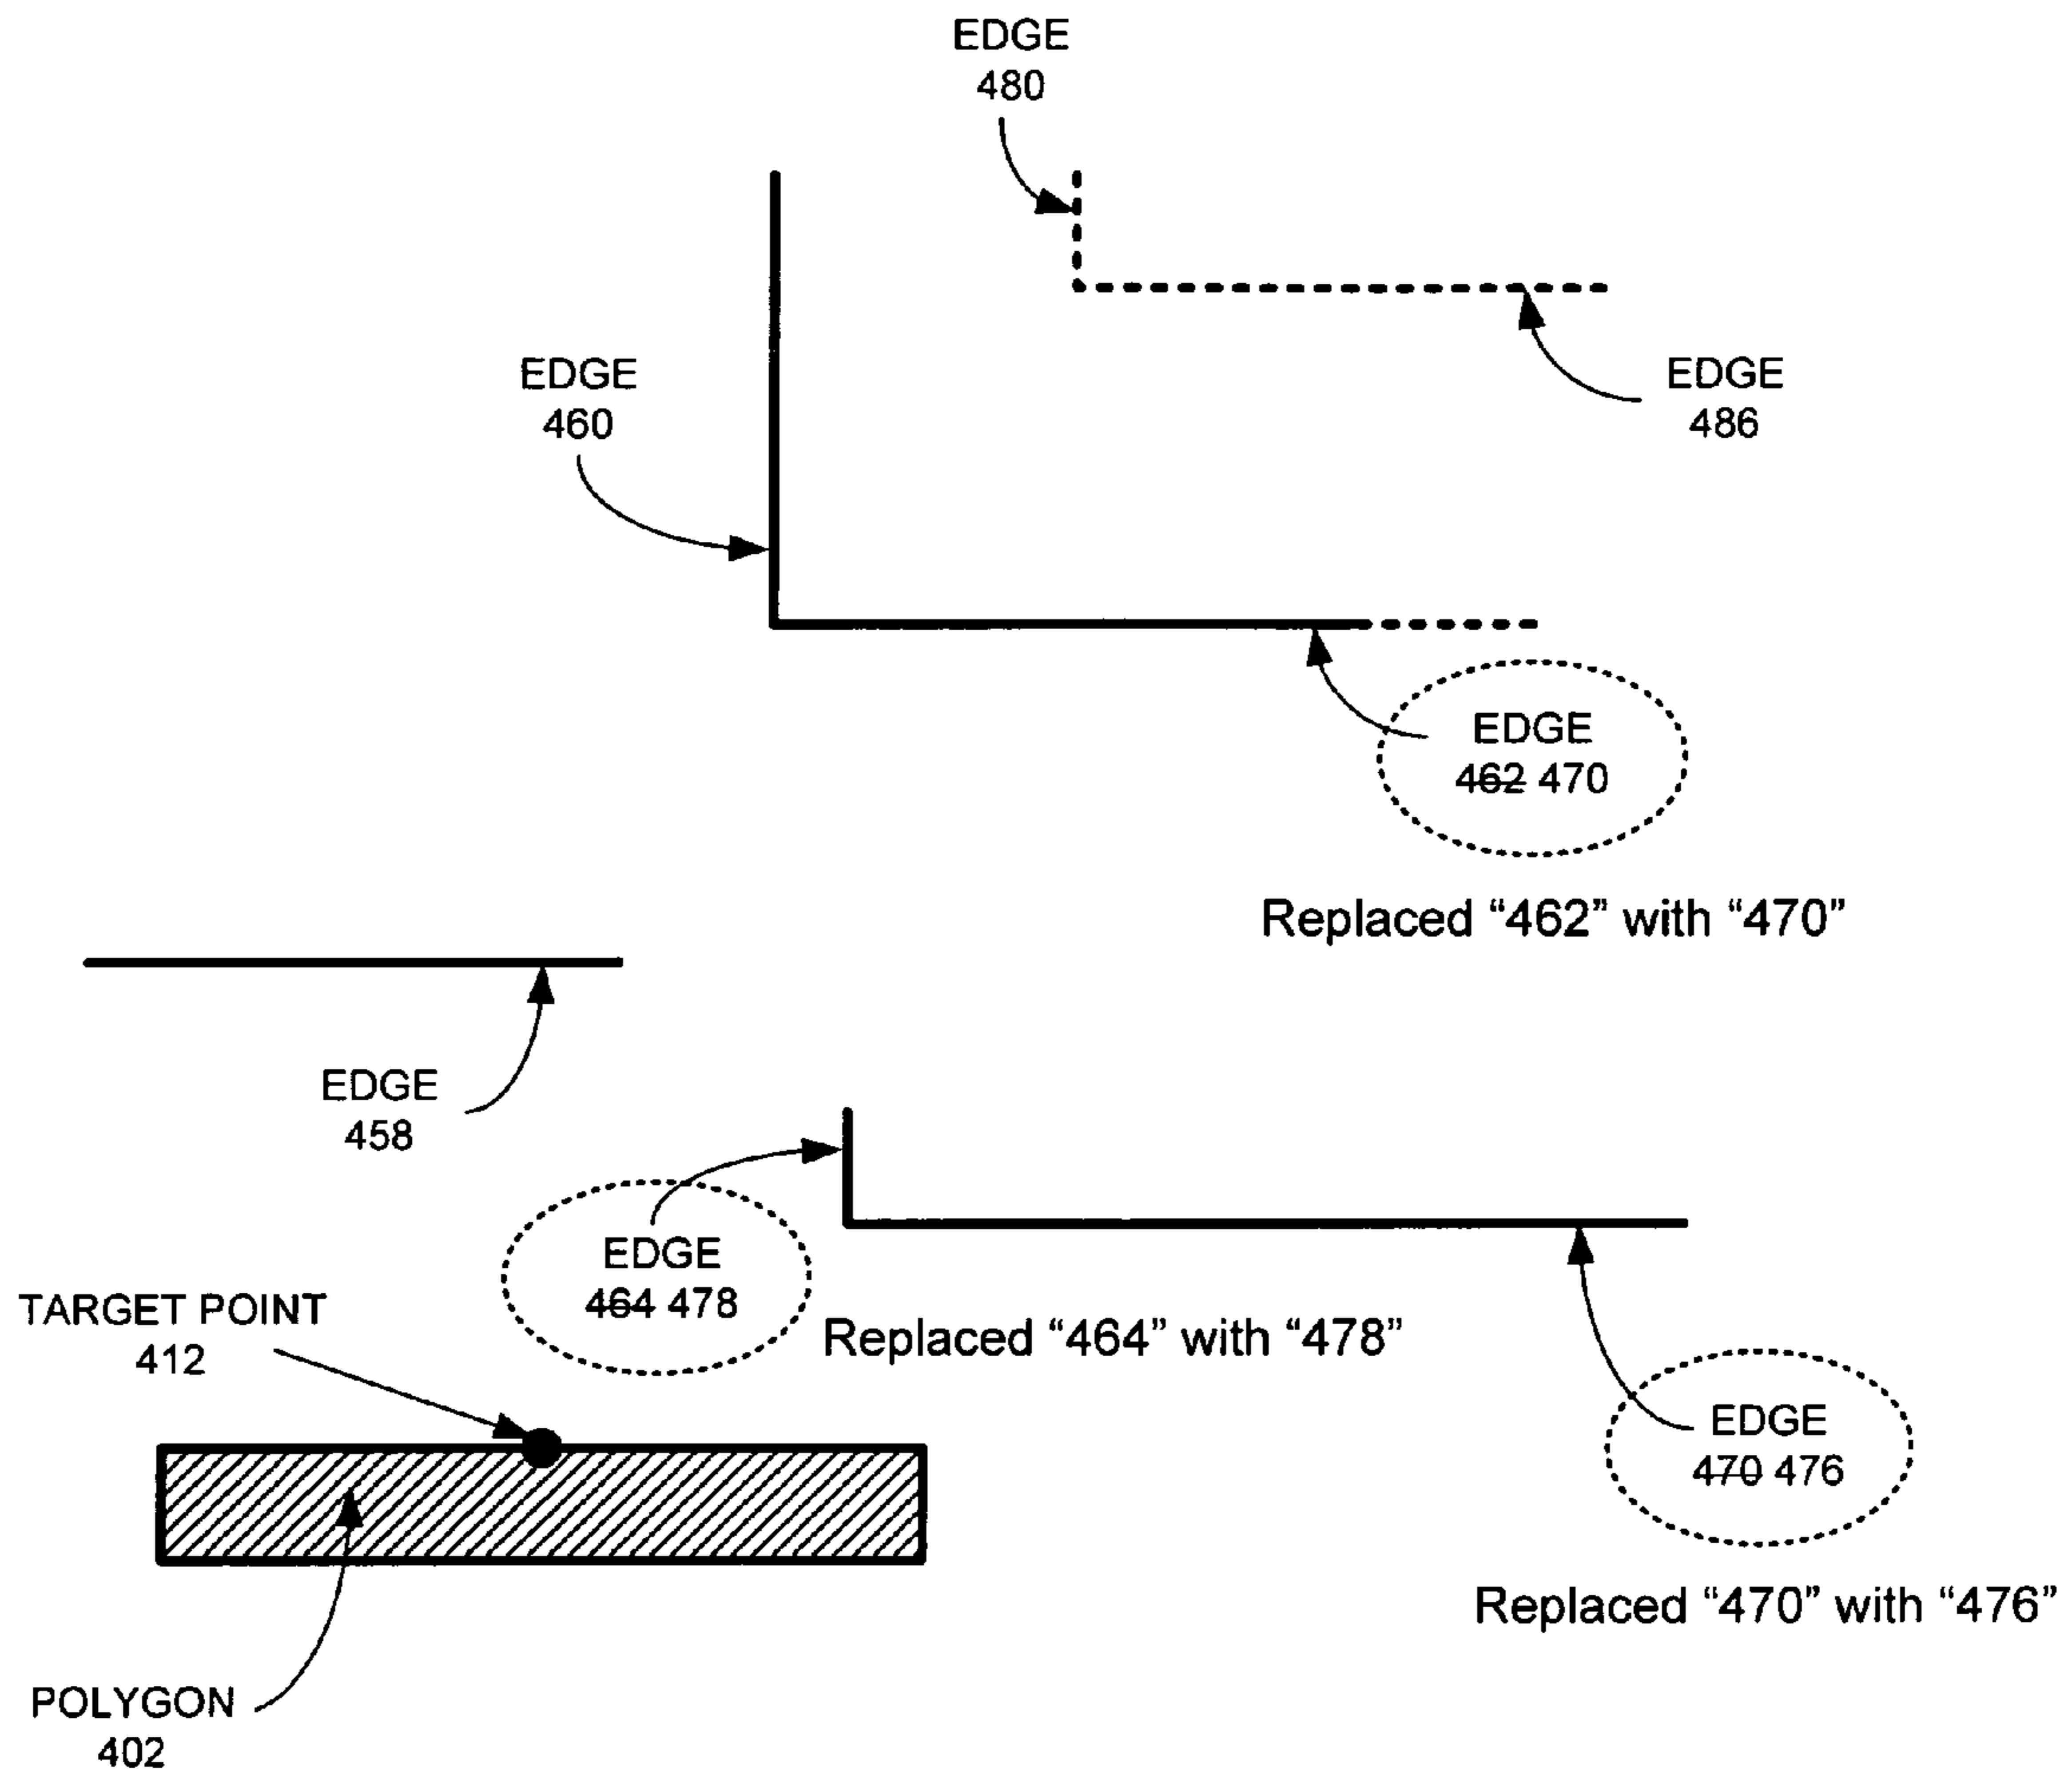 EDGE
480
EDGE
460
EDGE
486
EDGE
462 470
Replaced “462” with “470”
EDGE
458
EDGE
464 478
Replaced “464” with “478”
TARGET POINT
412
EDGE
470 476
Replaced “470” with “476”
POLYGON
402